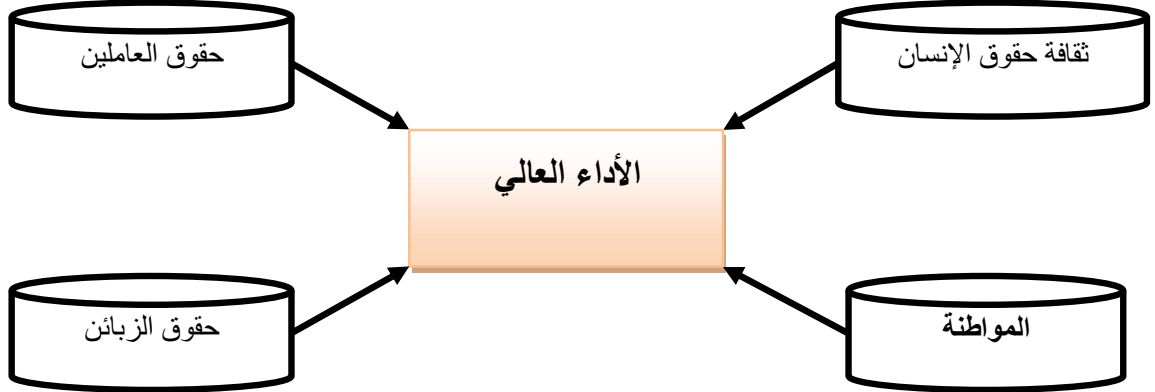 ثقافة حقوق الإنسان
حقوق العاملين
الأداء العالي
المواطنة
حقوق الزبائن